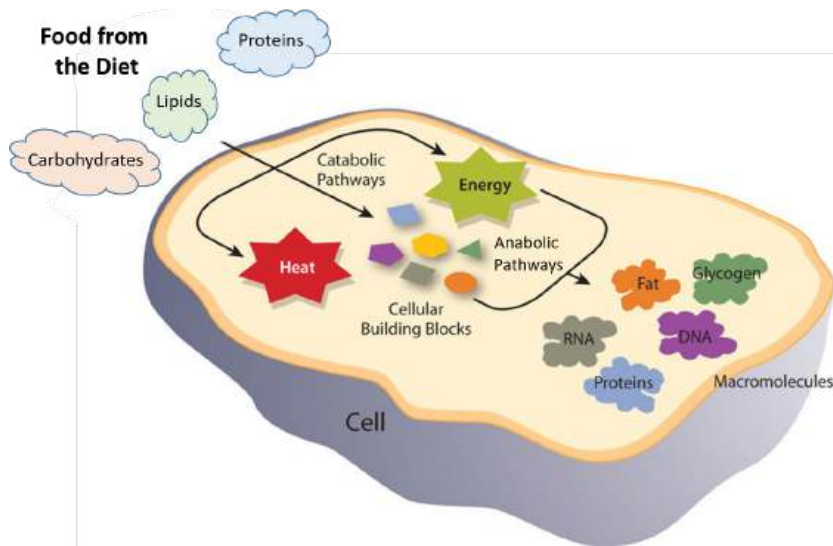 Food from
the Diet
Proteins
Lipids
Carbohydrates
Catabolic
Pathways
Energy
Heat
Anabolic
Pathways
Cellular
Building Blocks
Fat
Glycogen
RNA
DNA
Proteins
Macromolecules
Cell